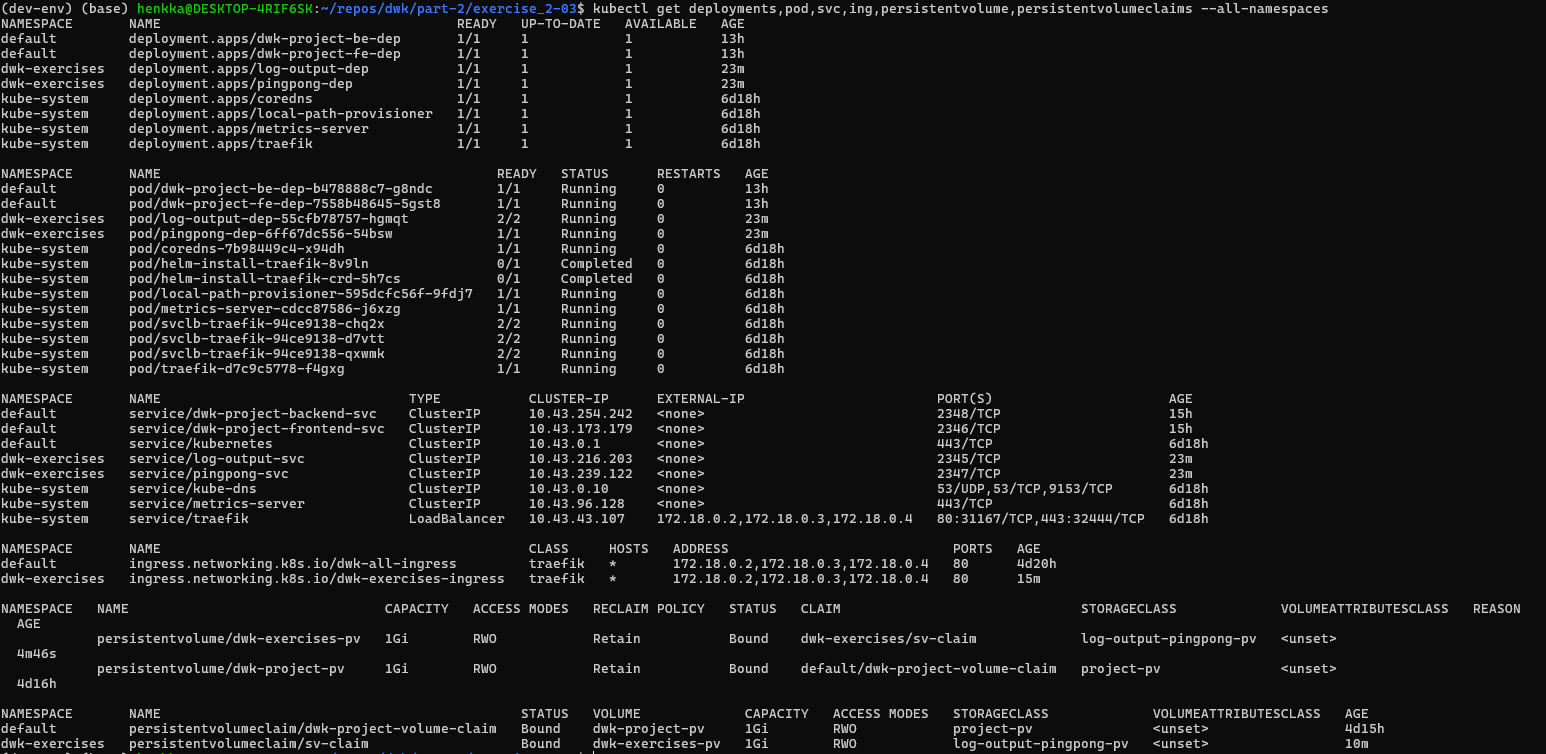 (dev-env) (base) henkka@DESKTOP-4RIF6SK:~/repos/dwk/part-2/exercise_2-03$ kubectl get deployments,pod,svc,ing,persistentvolume,persistentvolumeclaims --all-namespaces
NAMESPACE NAME READY UP-TO-DATE AVAILABLE AGE
default deployment.apps/dwk-project-be-dep 1/1 1 1 13h
default deployment.apps/dwk-project-fe-dep 1/1 1 1 13h
dwk-exercises deployment.apps/log-output-dep 1/1 1 1 23m
dwk-exercises deployment.apps/pingpong-dep 1/1 1 1 23m
kube-system deployment.apps/coredns 1/1 1 1 6d18h
kube-system deployment.apps/local-path-provisioner 1/1 1 1 6d18h
kube-system deployment.apps/metrics-server 1/1 1 1 6d18h
kube-system deployment.apps/traefik 1/1 1 1 6d18h
NAMESPACE NAME READY STATUS RESTARTS AGE
default pod/dwk-project-be-dep-b478888c7-g8ndc 1/1 Running 0 13h
default pod/dwk-project-fe-dep-7558b48645-5gst8 1/1 Running 0 13h
dwk-exercises pod/log-output-dep-55cfb78757-hgmqt 2/2 Running 0 23m
dwk-exercises pod/pingpong-dep-6ff67dc556-54bsw 1/1 Running 0 23m
kube-system pod/coredns-7b98449c4-x94dh 1/1 Running 0 6d18h
kube-system pod/helm-install-traefik-8v9ln 0/1 Completed 0 6d18h
kube-system pod/helm-install-traefik-crd-5h7cs 0/1 Completed 0 6d18h
kube-system pod/local-path-provisioner-595dcfc56f-9fdj7 1/1 Running 0 6d18h
kube-system pod/metrics-server-cdcc87586-j6xzg 1/1 Running 0 6d18h
kube-system pod/svclb-traefik-94ce9138-chq2x 2/2 Running 0 6d18h
kube-system pod/svclb-traefik-94ce9138-d7vtt 2/2 Running 0 6d18h
kube-system pod/svclb-traefik-94ce9138-qxwmk 2/2 Running 0 6d18h
kube-system pod/traefik-d7c9c5778-f4gxg 1/1 Running 0 6d18h
NAMESPACE NAME TYPE CLUSTER-IP EXTERNAL-IP PORT(S) AGE
default service/dwk-project-backend-svc ClusterIP 10.43.254.242 <none> 2348/TCP 15h
default service/dwk-project-frontend-svc ClusterIP 10.43.173.179 <none> 2346/TCP 15h
default service/kubernetes ClusterIP 10.43.0.1 <none> 443/TCP 6d18h
dwk-exercises service/log-output-svc ClusterIP 10.43.216.203 <none> 2345/TCP 23m
dwk-exercises service/pingpong-svc ClusterIP 10.43.239.122 <none> 2347/TCP 23m
kube-system service/kube-dns ClusterIP 10.43.0.10 <none> 53/UDP,53/TCP,9153/TCP 6d18h
kube-system service/metrics-server ClusterIP 10.43.96.128 <none> 443/TCP 6d18h
kube-system service/traefik LoadBalancer 10.43.43.107 172.18.0.2,172.18.0.3,172.18.0.4 80:31167/TCP,443:32444/TCP 6d18h
NAMESPACE NAME CLASS HOSTS ADDRESS PORTS AGE
default ingress.networking.k8s.io/dwk-all-ingress traefik * 172.18.0.2,172.18.0.3,172.18.0.4 80 4d20h
dwk-exercises ingress.networking.k8s.io/dwk-exercises-ingress traefik * 172.18.0.2,172.18.0.3,172.18.0.4 80 15m
NAMESPACE NAME CAPACITY ACCESS MODES RECLAIM POLICY STATUS CLAIM STORAGECLASS VOLUMEATTRIBUTESCLASS REASON
AGE
persistentvolume/dwk-exercises-pv 1Gi RWO Retain Bound dwk-exercises/sv-claim log-output-pingpong-pv <unset>
4m46s
persistentvolume/dwk-project-pv 1Gi RWO Retain Bound default/dwk-project-volume-claim project-pv <unset>
4d16h
NAMESPACE NAME STATUS VOLUME CAPACITY ACCESS MODES STORAGECLASS VOLUMEATTRIBUTESCLASS AGE
default persistentvolumeclaim/dwk-project-volume-claim Bound dwk-project-pv 1Gi RWO project-pv <unset> 4d15h
dwk-exercises persistentvolumeclaim/sv-claim Bound dwk-exercises-pv 1Gi RWO log-output-pingpong-pv <unset> 10m